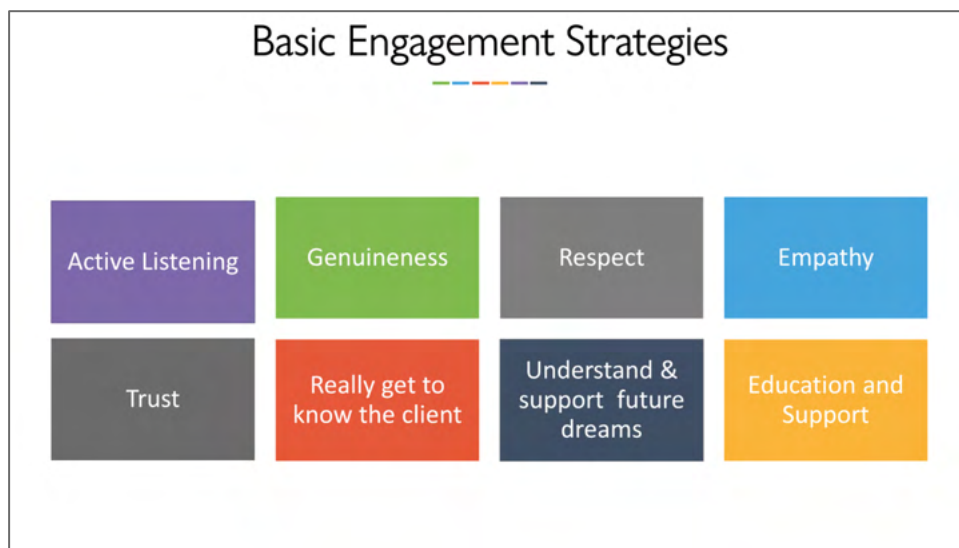 Basic Engagement Strategies
Active Listening
Genuineness
Respect
Empathy
Trust
Really get to
know the client
Understand &
support future
dreams
Education and
Support